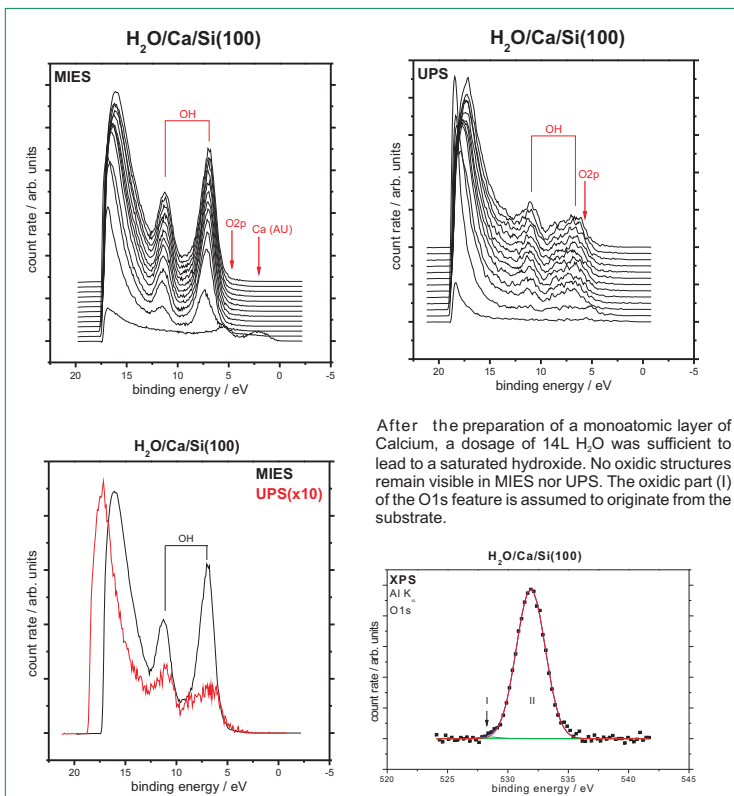 H2O/Ca/Si(100)
MIES
OH
O2p
Ca (AU)
count rate / arb. units
20 15 10 5 0 -5
binding energy / eV
H2O/Ca/Si(100)
UPS
OH
O2p
count rate / arb. units
20 15 10 5 0 -5
binding energy / eV
H2O/Ca/Si(100)
MIES
UPS(x10)
OH
count rate / arb. units
20 15 10 5 0 -5
binding energy / eV
After the preparation of a monoatomic layer of
Calcium, a dosage of 14L H2O was sufficient to
lead to a saturated hydroxide. No oxidic structures
remain visible in MIES nor UPS. The oxidic part (I)
of the O1s feature is assumed to originate from the
substrate.
H2O/Ca/Si(100)
XPS
Al Kα
O1s
I II
count rate / arb. units
520 525 530 535 540 545
binding energy / eV